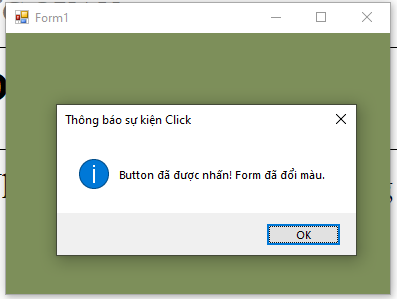 Form1
Thông báo sự kiện Click
Button đã được nhấn! Form đã đổi màu.
OK